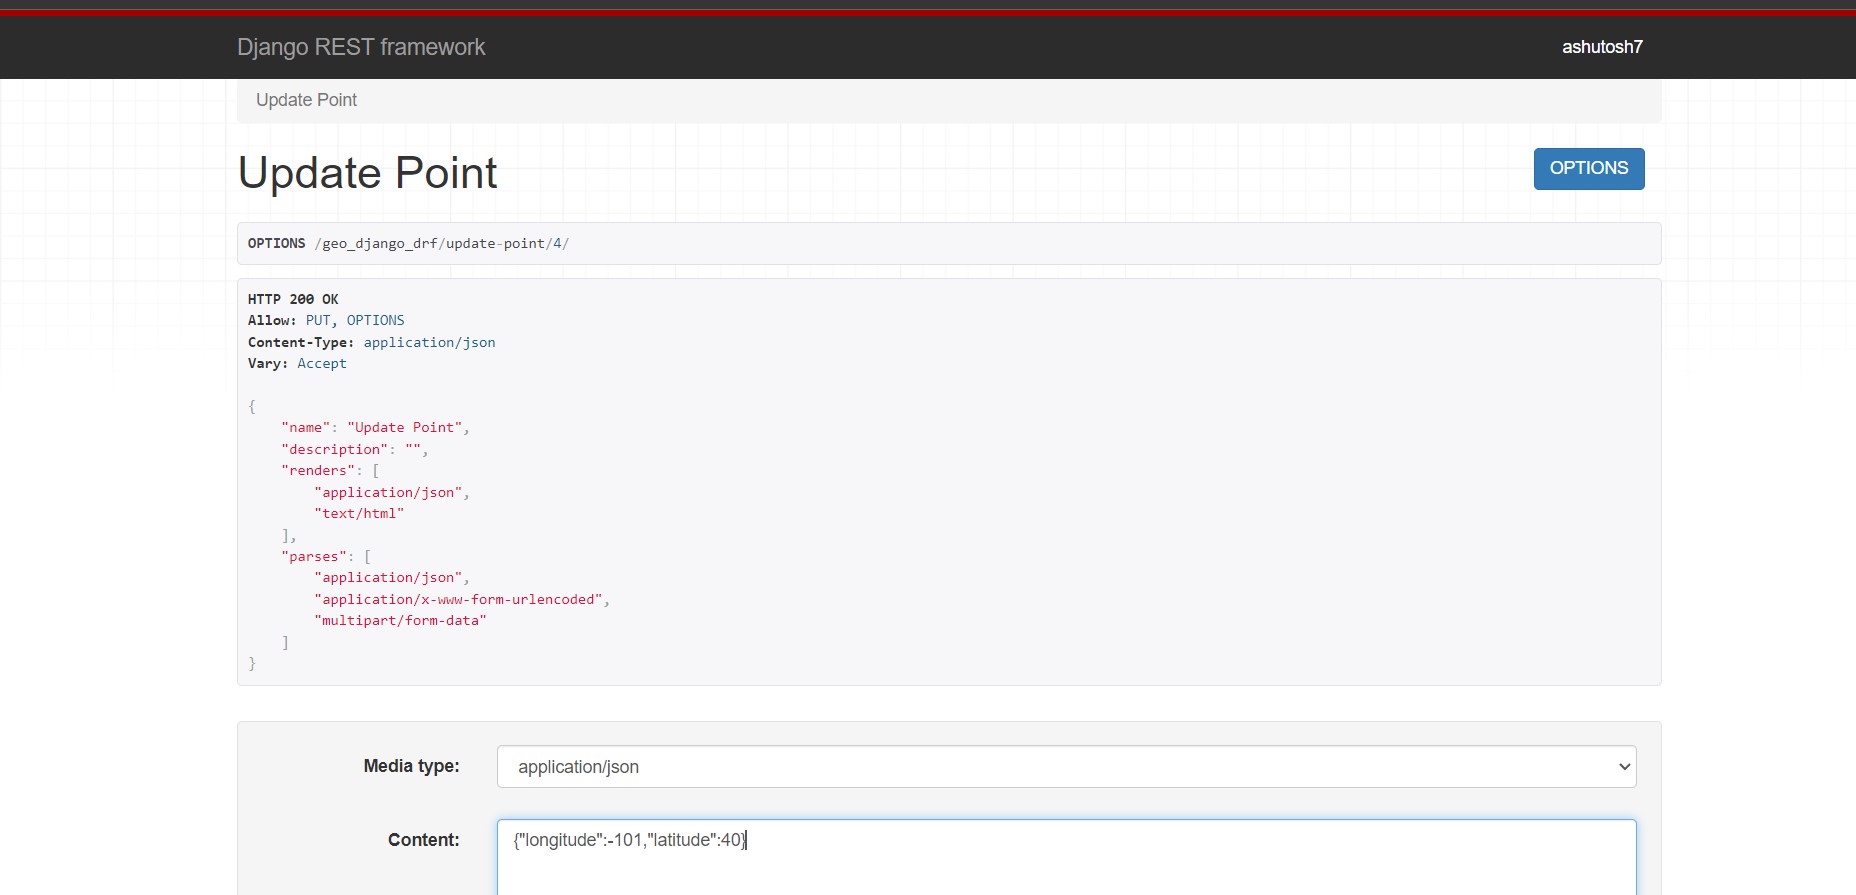 Django REST framework
ashutosh7
Update Point
Update Point
OPTIONS
OPTIONS /geo_django_drf/update-point/4/
HTTP 200 OK
Allow: PUT, OPTIONS
Content-Type: application/json
Vary: Accept
{
    "name": "Update Point",
    "description": "",
    "renders": [
        "application/json",
        "text/html"
    ],
    "parses": [
        "application/json",
        "application/x-www-form-urlencoded",
        "multipart/form-data"
    ]
}
Media type: application/json
Content: {"longitude":-101,"latitude":40}